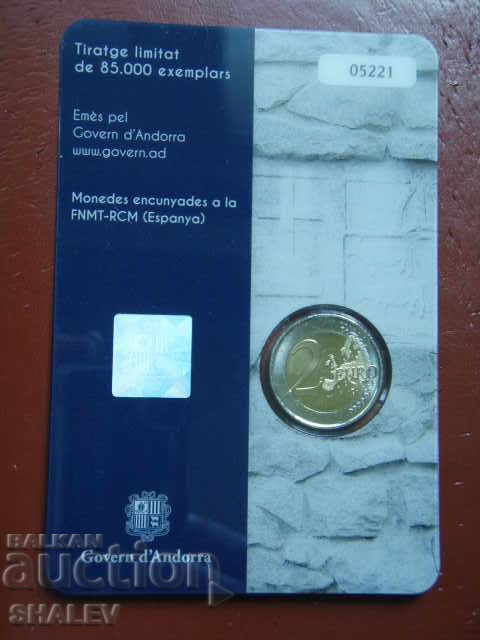 Tiratge limitat
de 85.000 exemplars
05221
Emès pel
Govern d'Andorra
www.govern.ad
Monedes encunyades a la
FNMT-RCM (Espanya)
2 EURO
Govern d'Andorra
BALKAN
auction
SHALEV